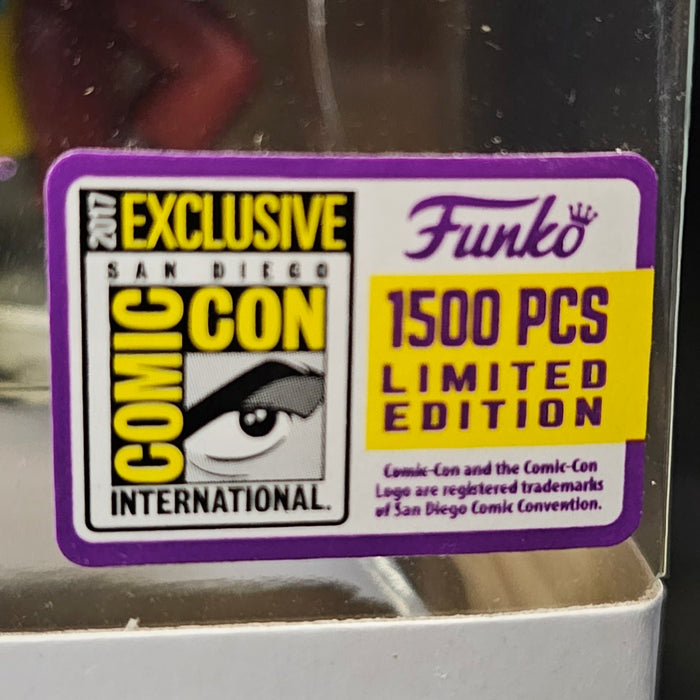 2017 EXCLUSIVE
SAN DIEGO
COMIC CON
INTERNATIONAL.
Funko
1500 PCS
LIMITED
EDITION
Comic-Con and the Comic-Con
Logo are registered trademarks
of San Diego Comic Convention.